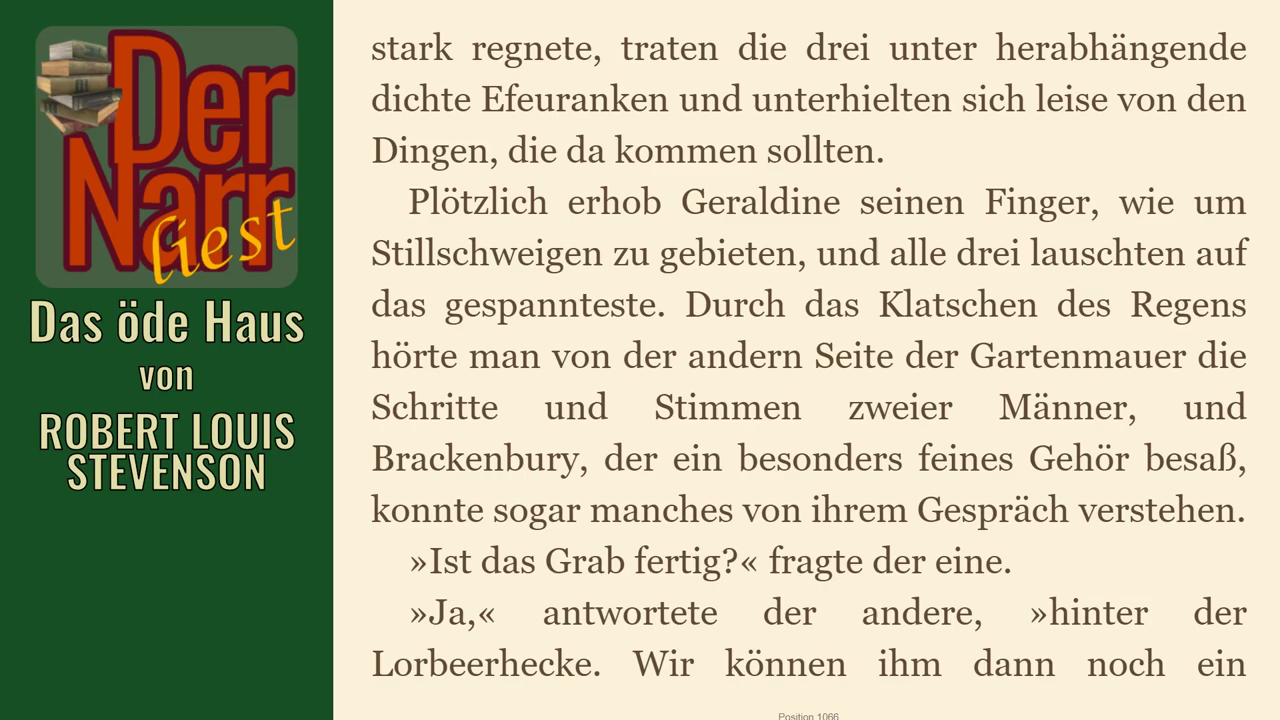 Der
Narr
liest
Das öde Haus
von
ROBERT LOUIS
STEVENSON
stark regnete, traten die drei unter herabhängende
dichte Efeuranken und unterhielten sich leise von den
Dingen, die da kommen sollten.
Plötzlich erhob Geraldine seinen Finger, wie um
Stillschweigen zu gebieten, und alle drei lauschten auf
das gespannteste. Durch das Klatschen des Regens
hörte man von der andern Seite der Gartenmauer die
Schritte und Stimmen zweier Männer, und
Brackenbury, der ein besonders feines Gehör besaß,
konnte sogar manches von ihrem Gespräch verstehen.
»Ist das Grab fertig?« fragte der eine.
»Ja,« antwortete der andere, »hinter der
Lorbeerhecke. Wir können ihm dann noch ein
Position 1066